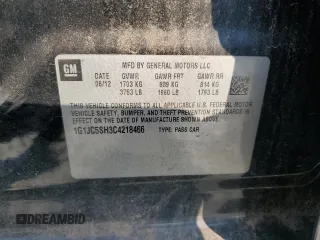 GM
MFD BY GENERAL MOTORS LLC
06/12 GVWR GAWR FRT GAWR RR
1703 KG 889 KG 814 KG
3753 LB 1960 LB 1793 LB
THIS VEHICLE CONFORMS TO ALL APPLICABLE U.S. FEDERAL MOTOR VEHICLE SAFETY, BUMPER, AND THEFT PREVENTION STANDARDS IN EFFECT ON THE DATE OF MANUFACTURE SHOWN ABOVE.
1G1JC5SH3C4218466
TYPE: PASS CAR
DREAMBID